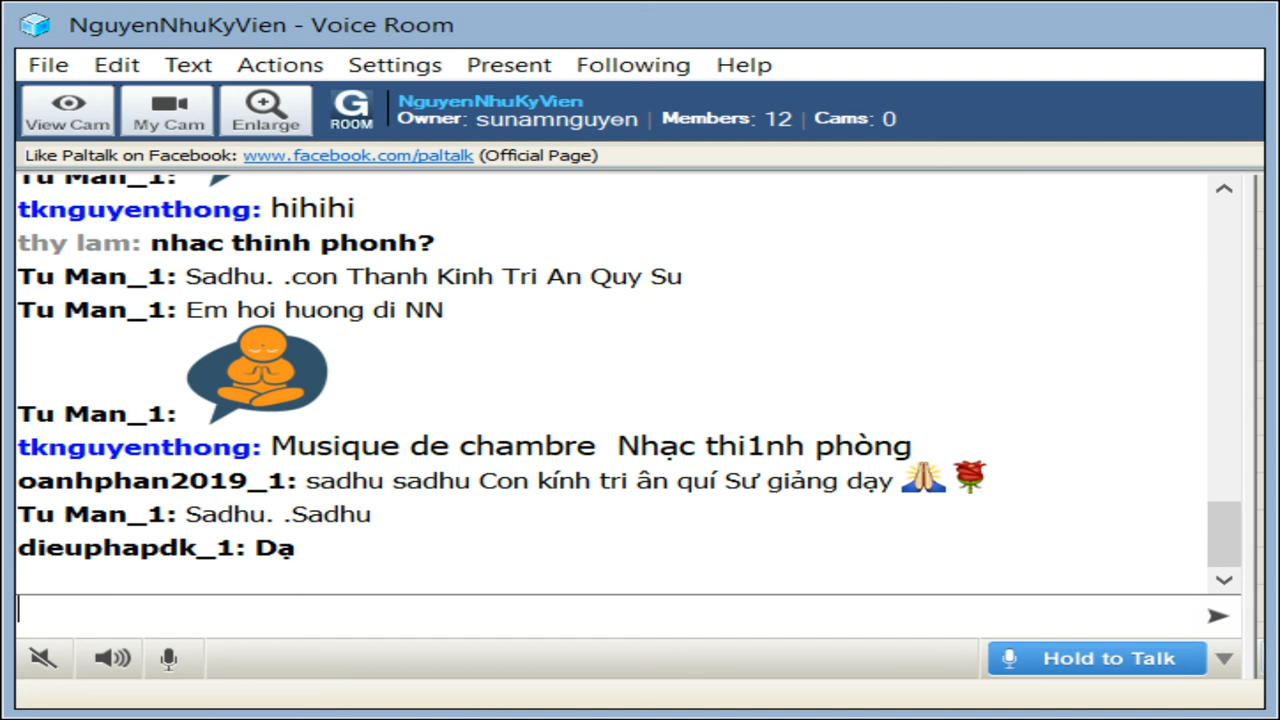 NguyenNhuKyVien - Voice Room
File Edit Text Actions Settings Present Following Help
View Cam My Cam Enlarge G ROOM
NguyenNhuKyVien
Owner: sunamnguyen | Members: 12 | Cams: 0
Like Paltalk on Facebook: www.facebook.com/paltalk (Official Page)
Tu Man_1:
tknguyenthong: hihihi
thy lam: nhac thinh phonh?
Tu Man_1: Sadhu. .con Thanh Kinh Tri An Quy Su
Tu Man_1: Em hoi huong di NN
Tu Man_1:
tknguyenthong: Musique de chambre Nhạc thi1nh phòng
oanhphan2019_1: sadhu sadhu Con kính tri ân quí Sư giảng dạy 🙏🌹
Tu Man_1: Sadhu. .Sadhu
dieuphapdk_1: Dạ
Hold to Talk